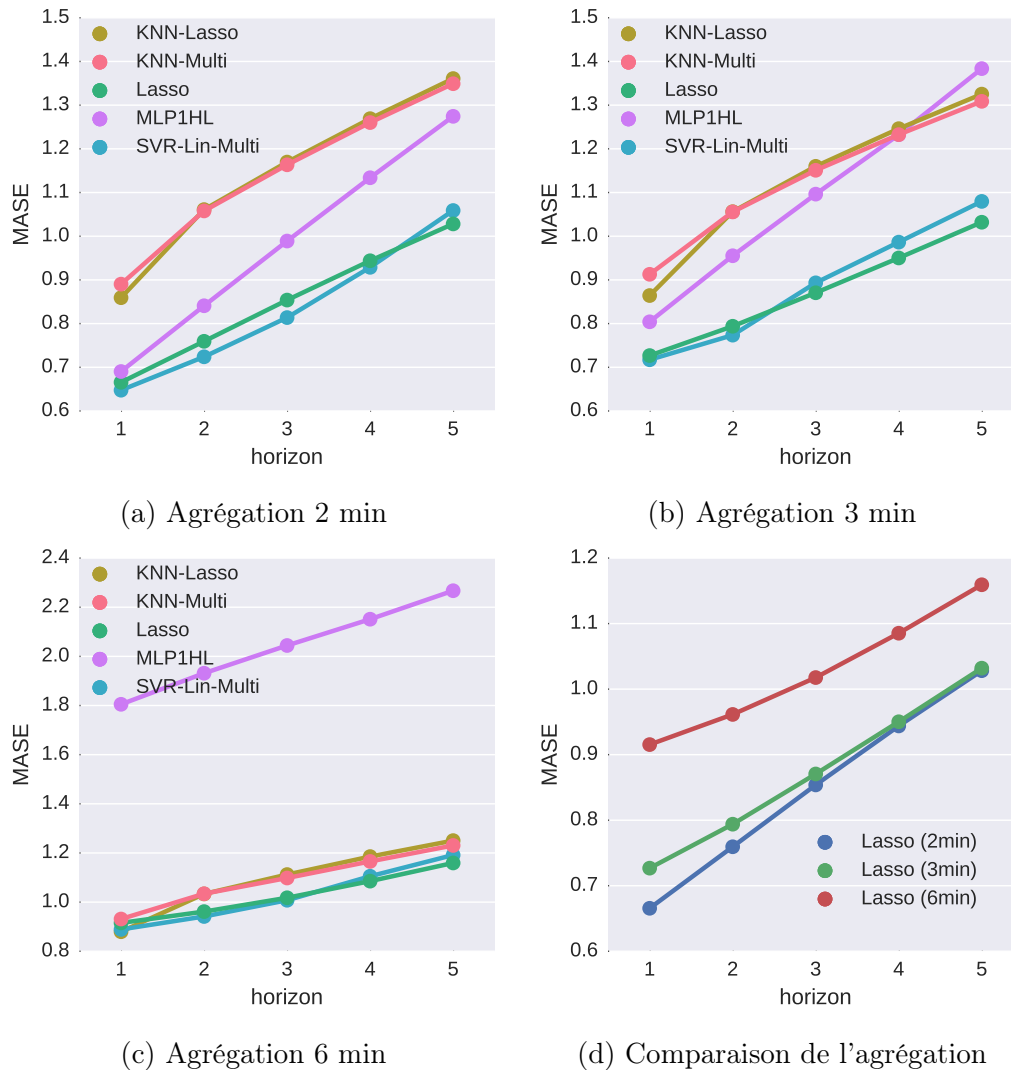 1.5
1.4
1.3
1.2
1.1
1.0
0.9
0.8
0.7
0.6
MASE
KNN-Lasso
KNN-Multi
Lasso
MLP1HL
SVR-Lin-Multi
1 2 3 4 5
horizon
(a) Agrégation 2 min
1.5
1.4
1.3
1.2
1.1
1.0
0.9
0.8
0.7
0.6
MASE
KNN-Lasso
KNN-Multi
Lasso
MLP1HL
SVR-Lin-Multi
1 2 3 4 5
horizon
(b) Agrégation 3 min
2.4
2.2
2.0
1.8
1.6
1.4
1.2
1.0
0.8
MASE
KNN-Lasso
KNN-Multi
Lasso
MLP1HL
SVR-Lin-Multi
1 2 3 4 5
horizon
(c) Agrégation 6 min
1.2
1.1
1.0
0.9
0.8
0.7
0.6
MASE
Lasso (2min)
Lasso (3min)
Lasso (6min)
1 2 3 4 5
horizon
(d) Comparaison de l'agrégation